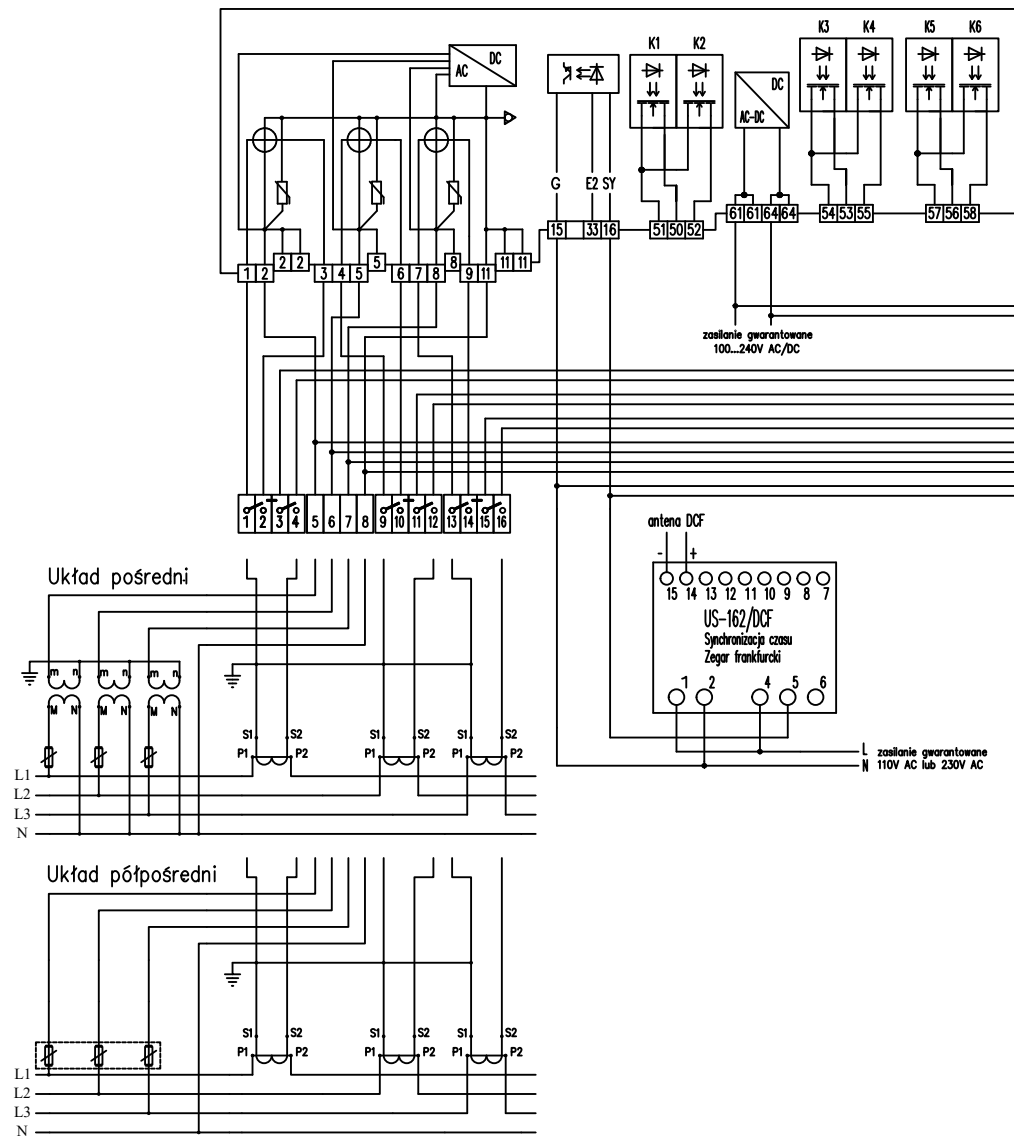 K1 K2 K3 K4 K5 K6
AC DC
AC-DC DC
G E2 SY
61 61 64 64
54 53 55
57 56 58
15 33 16
51 50 52
2 2 5 8 11 11
1 2 3 4 5 6 7 8 9 11
zasilanie gwarantowane
100...240V AC/DC
1 2 3 4 5 6 7 8 9 10 11 12 13 14 15 16
antena DCF
- +
15 14 13 12 11 10 9 8 7
US-162/DCF
Synchronizacja czasu
Zegar frankfurcki
1 2 4 5 6
L zasilanie gwarantowane
N 110V AC lub 230V AC
Układ pośredni
m n m n m n
M N M N M N
S1 S2 S1 S2 S1 S2
P1 P2 P1 P2 P1 P2
L1
L2
L3
N
Układ półpośredni
S1 S2 S1 S2 S1 S2
P1 P2 P1 P2 P1 P2
L1
L2
L3
N